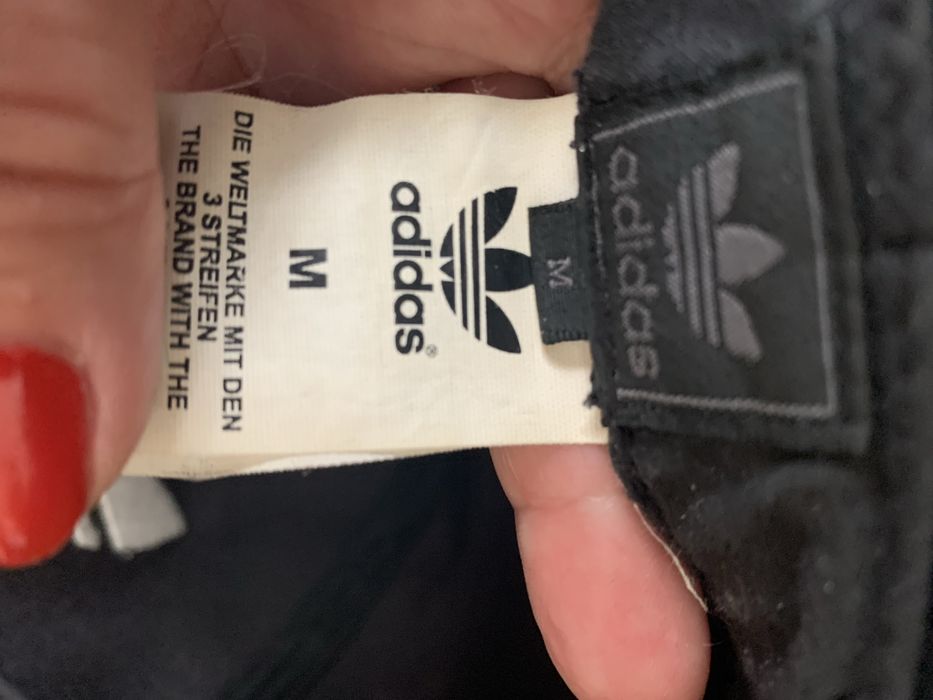 adidas
M
adidas®
M
DIE WELTMARKE MIT DEN
3 STREIFEN
THE BRAND WITH THE